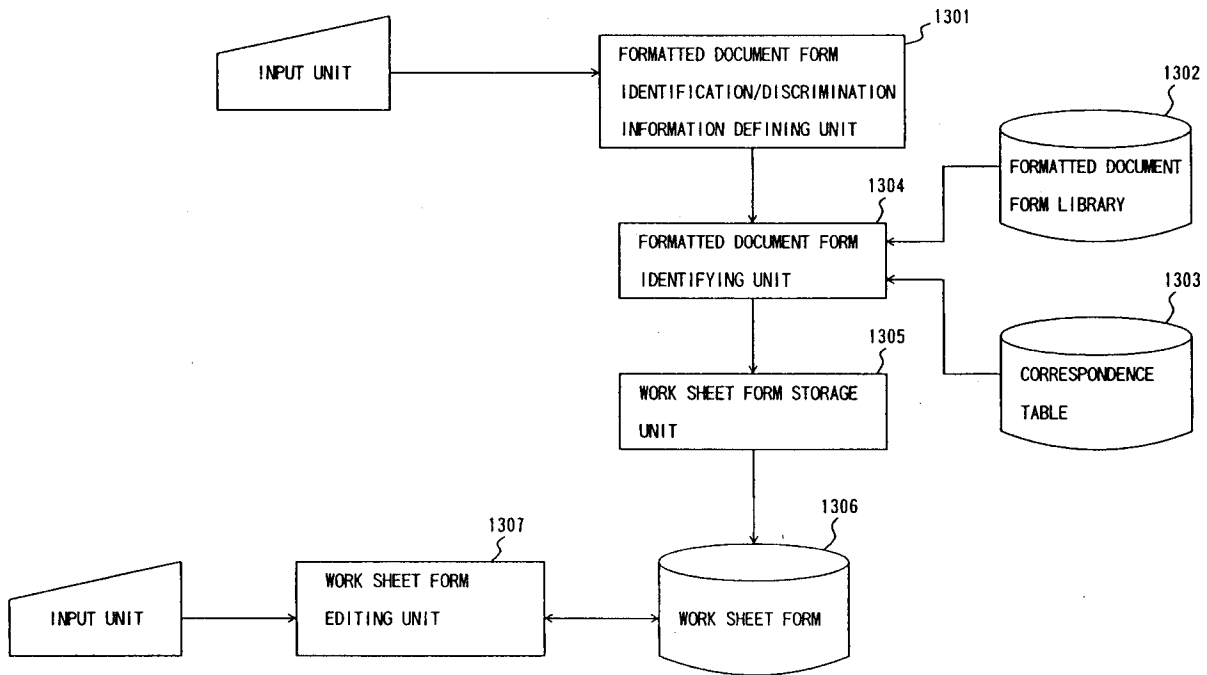 1301
INPUT UNIT
FORMATTED DOCUMENT FORM
IDENTIFICATION/DISCRIMINATION
INFORMATION DEFINING UNIT
1302
FORMATTED DOCUMENT
FORM LIBRARY
1304
FORMATTED DOCUMENT FORM
IDENTIFYING UNIT
1303
CORRESPONDENCE
TABLE
1305
WORK SHEET FORM STORAGE
UNIT
1306
WORK SHEET FORM
1307
WORK SHEET FORM
EDITING UNIT
INPUT UNIT